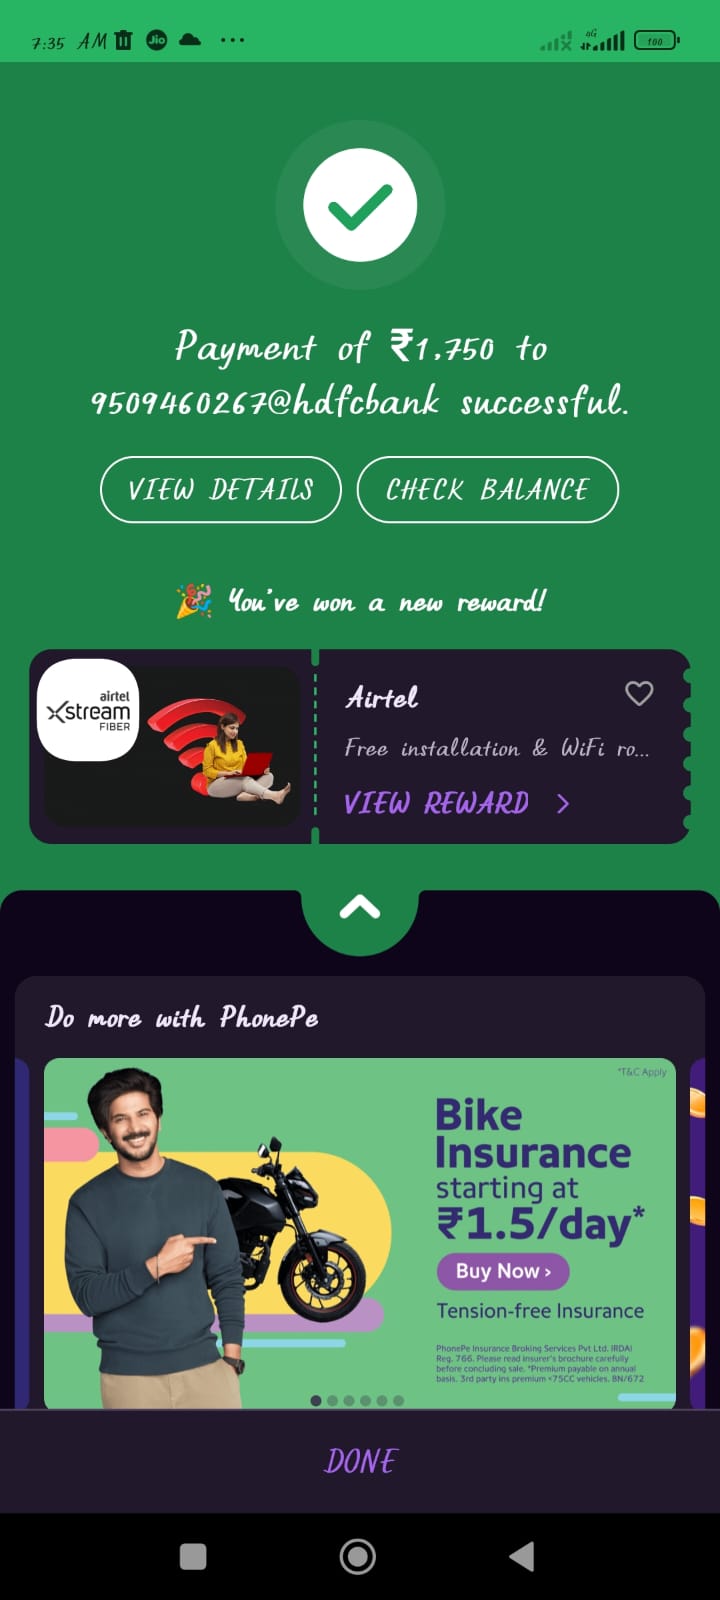 7:35 AM Jio ...
4G 100
Payment of ₹1,750 to
9509460267@hdfcbank successful.
VIEW DETAILS
CHECK BALANCE
🎉 You've won a new reward!
airtel
Xstream
FIBER
Airtel
Free installation & WiFi ro...
VIEW REWARD >
Do more with PhonePe
*T&C Apply
Bike
Insurance
starting at
₹1.5/day*
Buy Now ›
Tension-free Insurance
PhonePe Insurance Broking Services Pvt Ltd. IRDAI
Reg. 766. Please read insurer's brochure carefully
before concluding sale. *Premium payable on annual
basis. 3rd party ins premium <75CC vehicles. BN/672
DONE